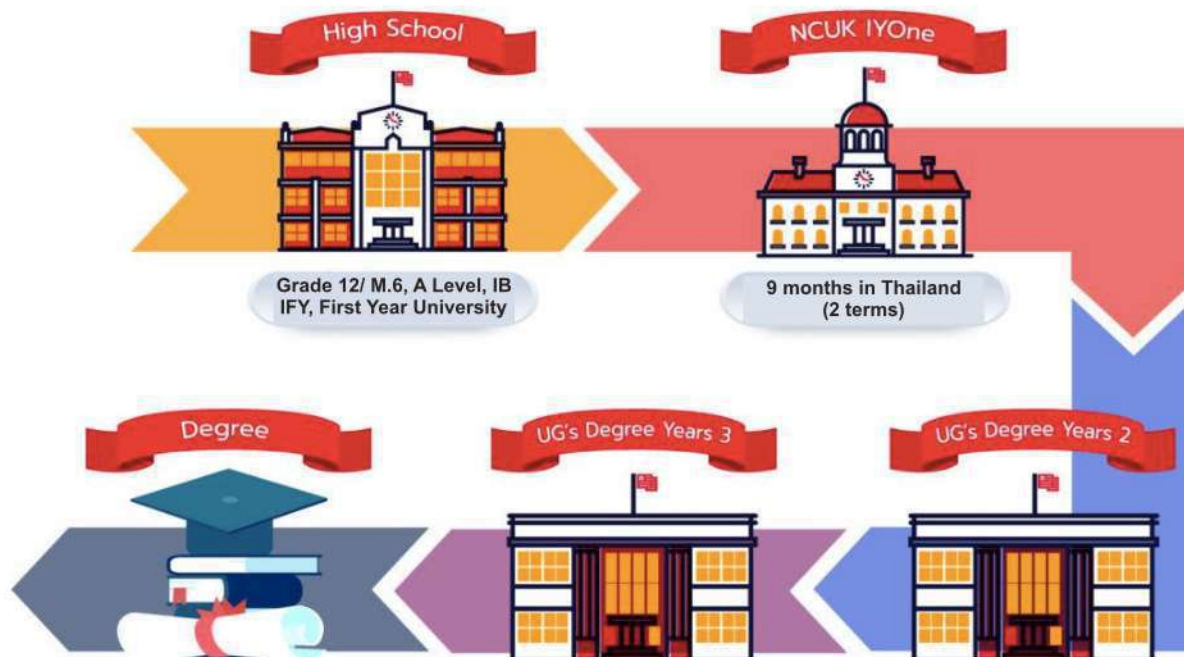 High School
NCUK IYOne
Grade 12/ M.6, A Level, IB
IFY, First Year University
9 months in Thailand
(2 terms)
Degree
UG's Degree Years 3
UG's Degree Years 2